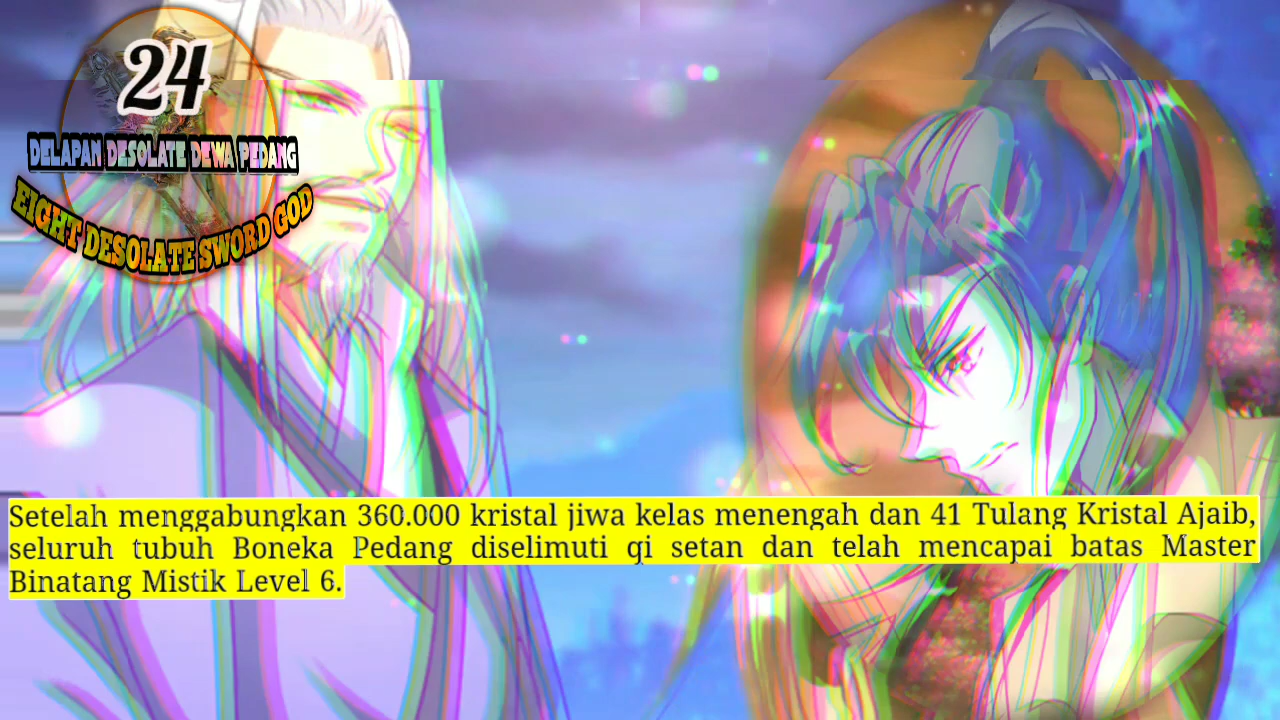 24
DELAPAN DESOLATE DEWA PEDANG
EIGHT DESOLATE SWORD GOD
Setelah menggabungkan 360.000 kristal jiwa kelas menengah dan 41 Tulang Kristal Ajaib,
seluruh tubuh Boneka Pedang diselimuti qi setan dan telah mencapai batas Master
Binatang Mistik Level 6.